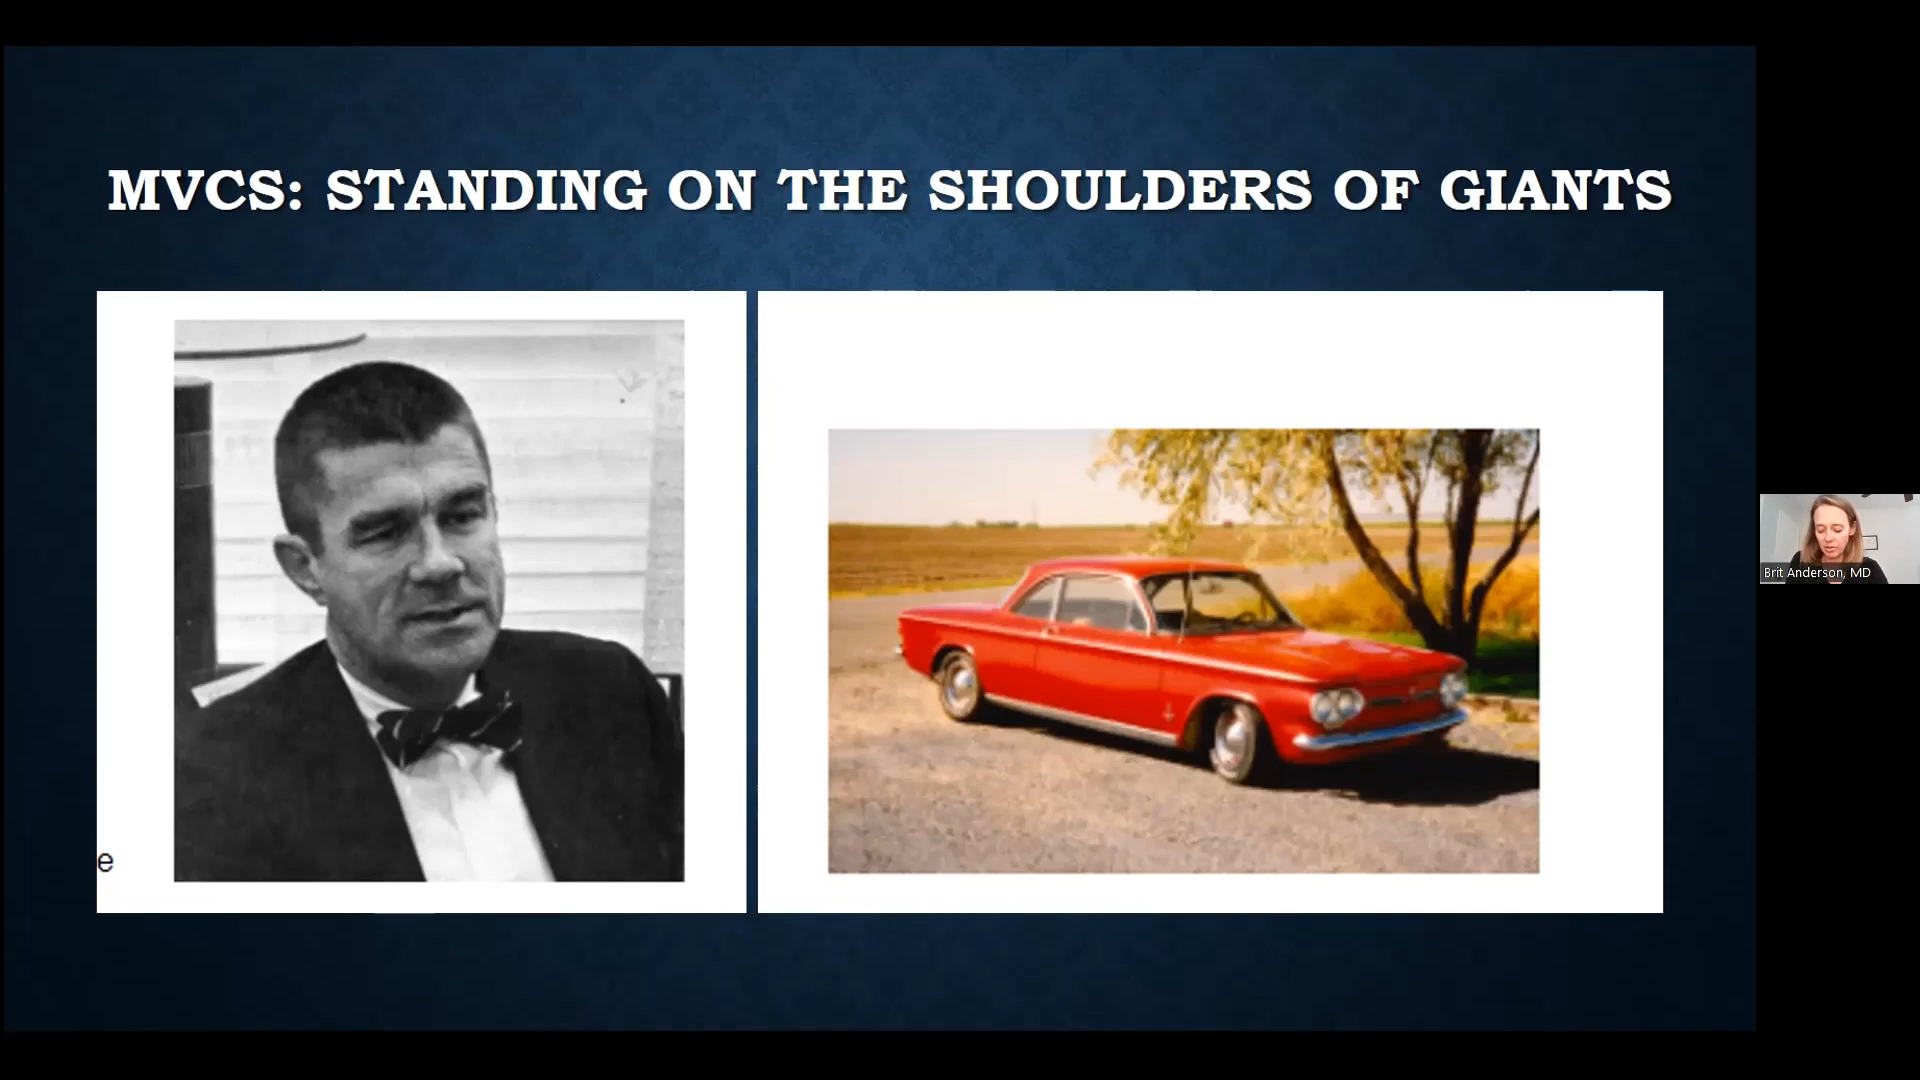 MVCS: STANDING ON THE SHOULDERS OF GIANTS
e
Brit Anderson, MD